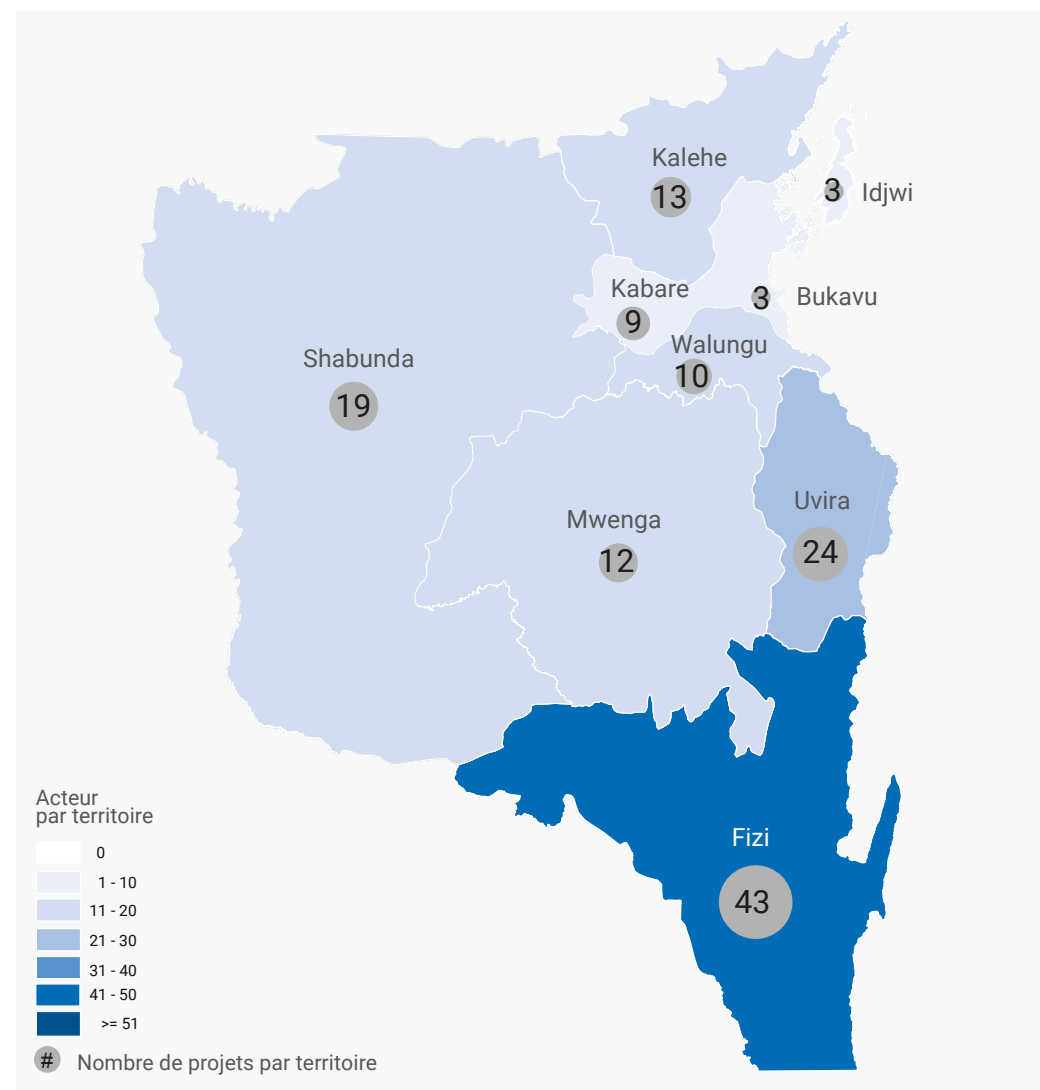 Kalehe
13
3
Idjwi
Kabare
9
3
Bukavu
Walungu
10
Shabunda
19
Uvira
24
Mwenga
12
Fizi
43
Acteur
par territoire
0
1 - 10
11 - 20
21 - 30
31 - 40
41 - 50
>= 51
# Nombre de projets par territoire